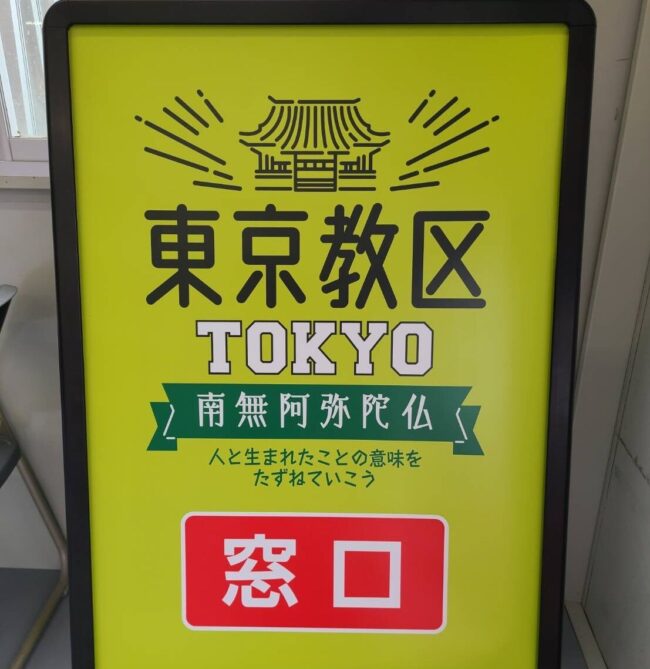 東京教区
TOKYO
南無阿弥陀仏
人と生まれたことの意味を
たずねていこう
窓口